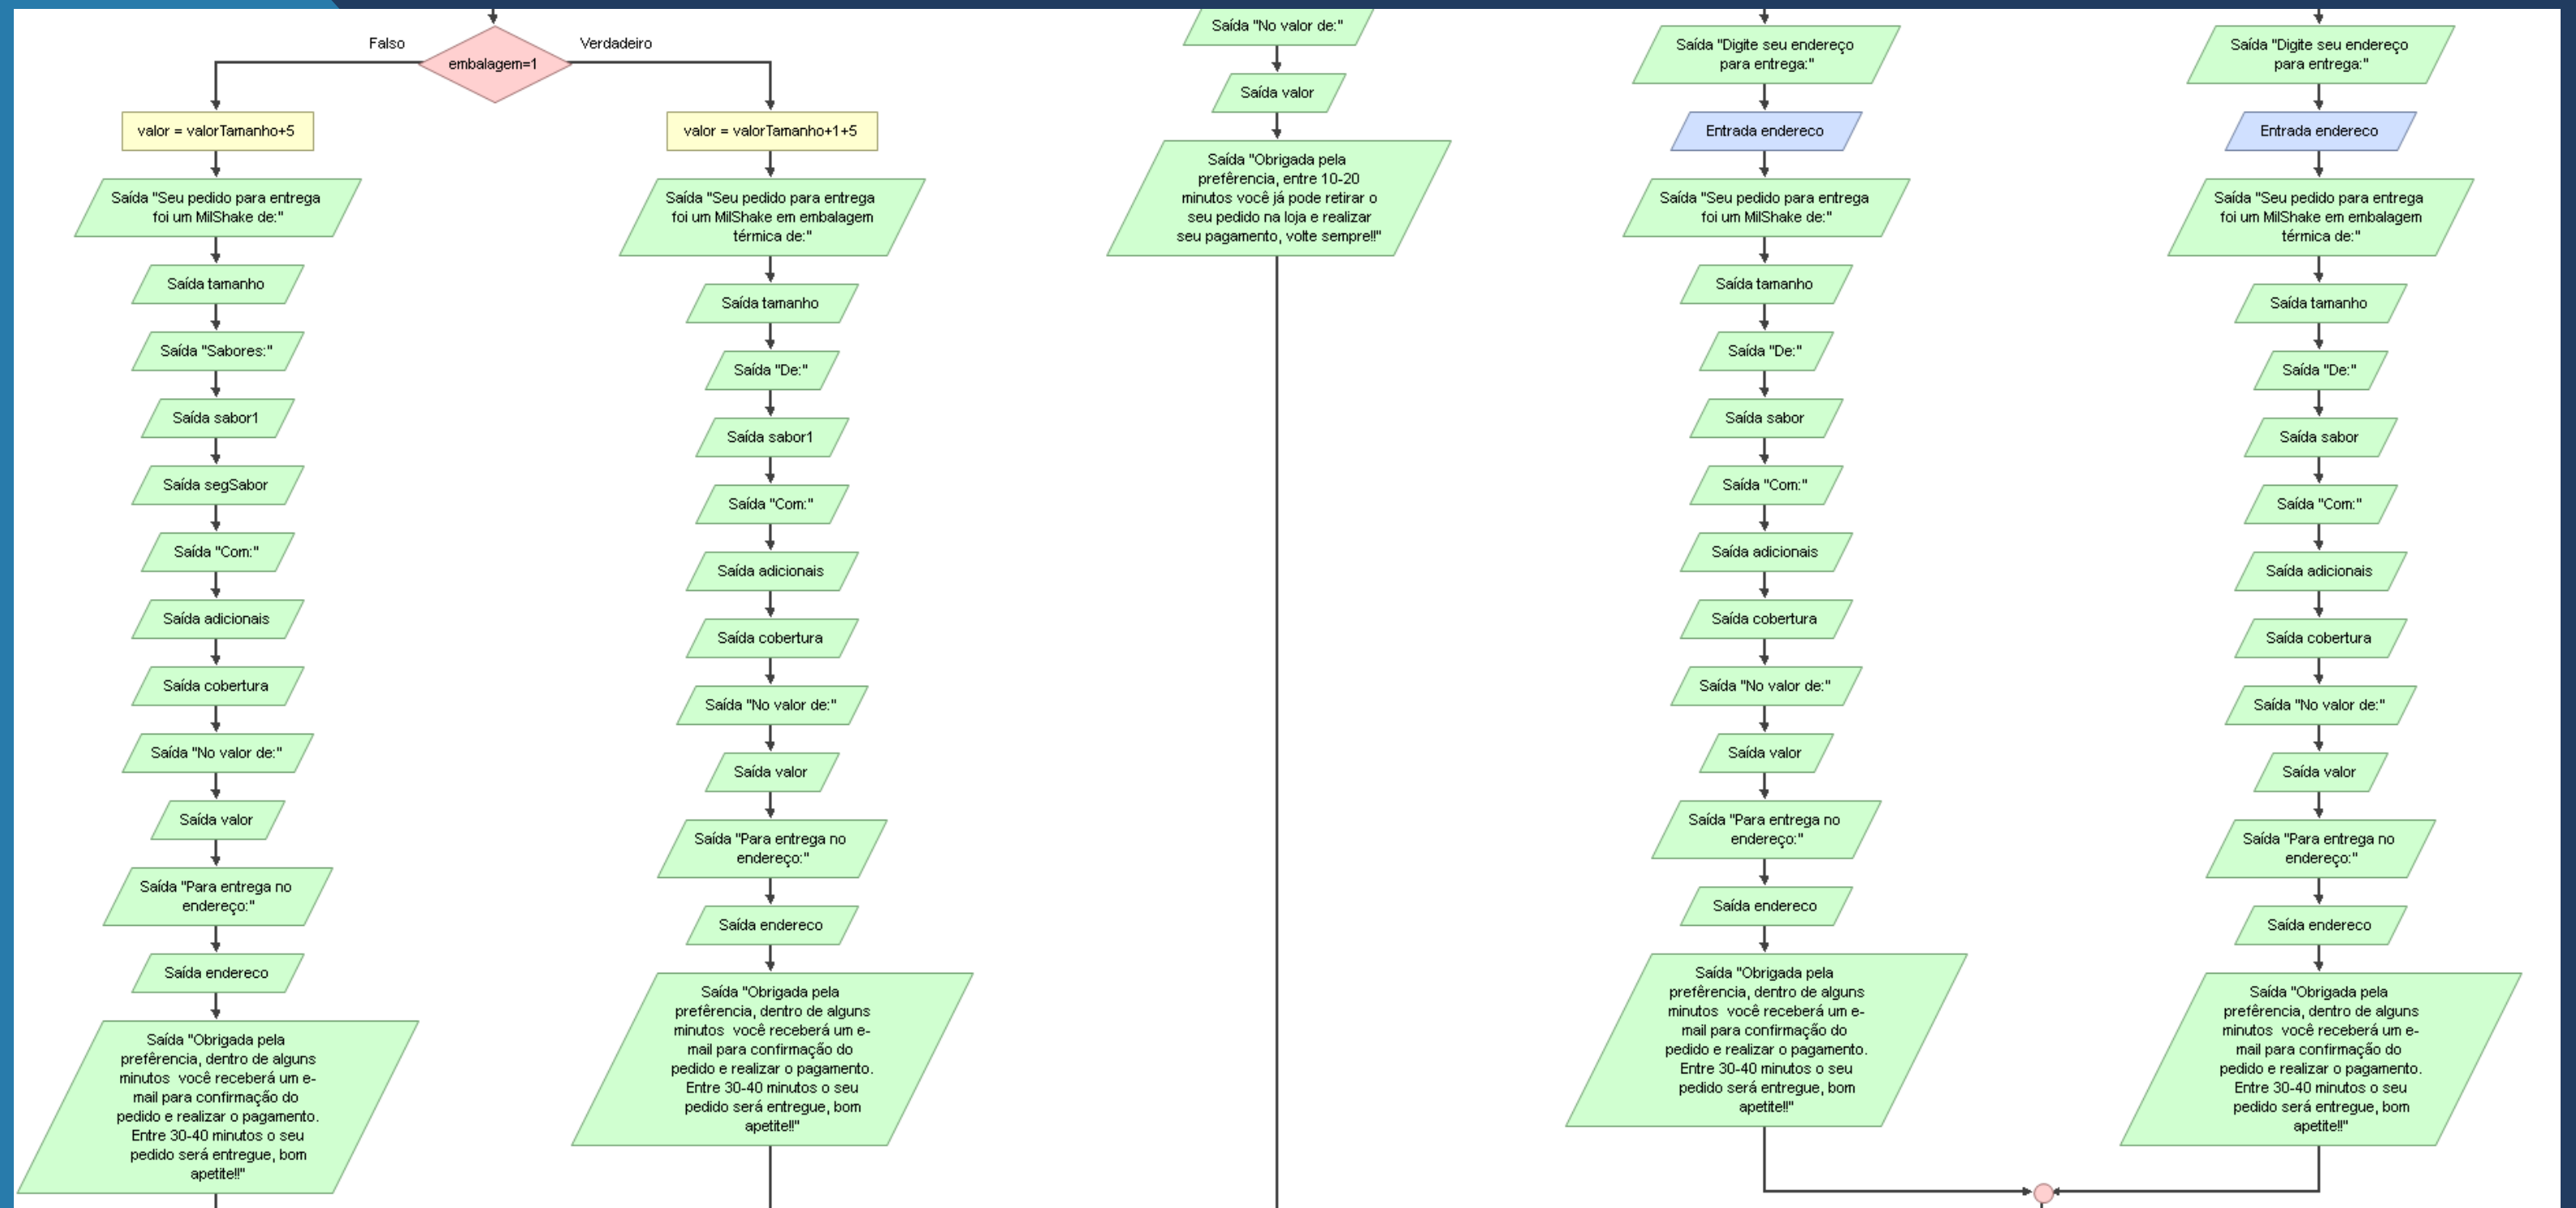 Falso
Verdadeiro
embalagem=1
valor = valorTamanho+5
Saída "Seu pedido para entrega
foi um MilShake de:"
Saída tamanho
Saída "Sabores:"
Saída sabor1
Saída segSabor
Saída "Com:"
Saída adicionais
Saída cobertura
Saída "No valor de:"
Saída valor
Saída "Para entrega no
endereço:"
Saída endereco
Saída "Obrigada pela
prefêrencia, dentro de alguns
minutos  você receberá um e-
mail para confirmação do
pedido e realizar o pagamento.
Entre 30-40 minutos o seu
pedido será entregue, bom
apetite!!"
valor = valorTamanho+1+5
Saída "Seu pedido para entrega
foi um MilShake em embalagem
térmica de:"
Saída tamanho
Saída "De:"
Saída sabor1
Saída "Com:"
Saída adicionais
Saída cobertura
Saída "No valor de:"
Saída valor
Saída "Para entrega no
endereço:"
Saída endereco
Saída "Obrigada pela
prefêrencia, dentro de alguns
minutos  você receberá um e-
mail para confirmação do
pedido e realizar o pagamento.
Entre 30-40 minutos o seu
pedido será entregue, bom
apetite!!"
Saída "No valor de:"
Saída valor
Saída "Obrigada pela
prefêrencia, entre 10-20
minutos você já pode retirar o
seu pedido na loja e realizar
seu pagamento, volte sempre!!"
Saída "Digite seu endereço
para entrega:"
Entrada endereco
Saída "Seu pedido para entrega
foi um MilShake de:"
Saída tamanho
Saída "De:"
Saída sabor
Saída "Com:"
Saída adicionais
Saída cobertura
Saída "No valor de:"
Saída valor
Saída "Para entrega no
endereço:"
Saída endereco
Saída "Obrigada pela
prefêrencia, dentro de alguns
minutos  você receberá um e-
mail para confirmação do
pedido e realizar o pagamento.
Entre 30-40 minutos o seu
pedido será entregue, bom
apetite!!"
Saída "Digite seu endereço
para entrega:"
Entrada endereco
Saída "Seu pedido para entrega
foi um MilShake em embalagem
térmica de:"
Saída tamanho
Saída "De:"
Saída sabor
Saída "Com:"
Saída adicionais
Saída cobertura
Saída "No valor de:"
Saída valor
Saída "Para entrega no
endereço:"
Saída endereco
Saída "Obrigada pela
prefêrencia, dentro de alguns
minutos  você receberá um e-
mail para confirmação do
pedido e realizar o pagamento.
Entre 30-40 minutos o seu
pedido será entregue, bom
apetite!!"